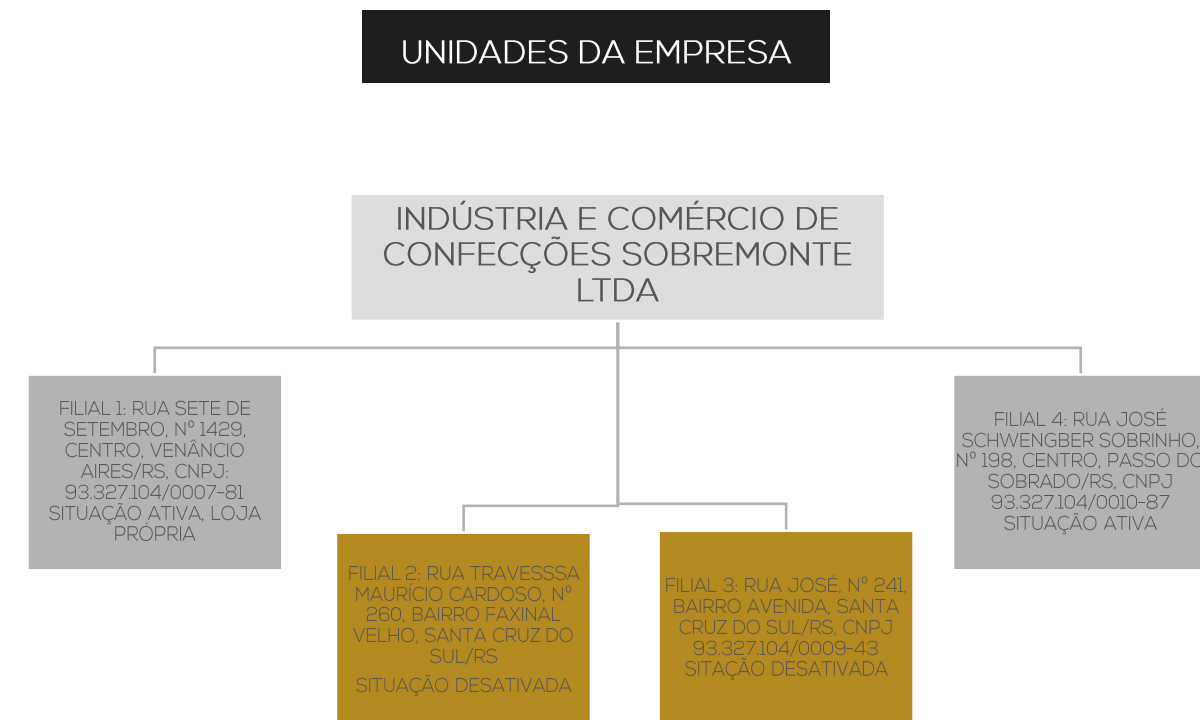 UNIDADES DA EMPRESA
INDÚSTRIA E COMÉRCIO DE
CONFECÇÕES SOBREMONTE
LTDA
FILIAL 1: RUA SETE DE
SETEMBRO, Nº 1429,
CENTRO, VENÂNCIO
AIRES/RS, CNPJ:
93.327.104/0007-81
SITUAÇÃO ATIVA, LOJA
PRÓPRIA
FILIAL 2: RUA TRAVESSSA
MAURÍCIO CARDOSO, Nº
260, BAIRRO FAXINAL
VELHO, SANTA CRUZ DO
SUL/RS
SITUAÇÃO DESATIVADA
FILIAL 3: RUA JOSÉ, Nº 241,
BAIRRO AVENIDA, SANTA
CRUZ DO SUL/RS, CNPJ
93.327.104/0009-43
SITAÇÃO DESATIVADA
FILIAL 4: RUA JOSÉ
SCHWENGBER SOBRINHO,
Nº 198, CENTRO, PASSO DO
SOBRADO/RS, CNPJ
93.327.104/0010-87
SITUAÇÃO ATIVA